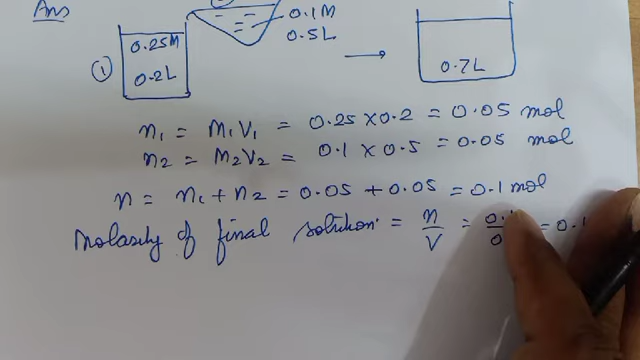 Ans
0.1M
0.25M
0.5L
① 0.2L
0.7L
n₁ = M₁V₁ = 0.25 × 0.2 = 0.05 mol
n₂ = M₂V₂ = 0.1 × 0.5 = 0.05 mol
n = n₁ + n₂ = 0.05 + 0.05 = 0.1 mol
Molarity of final solution = n/V =